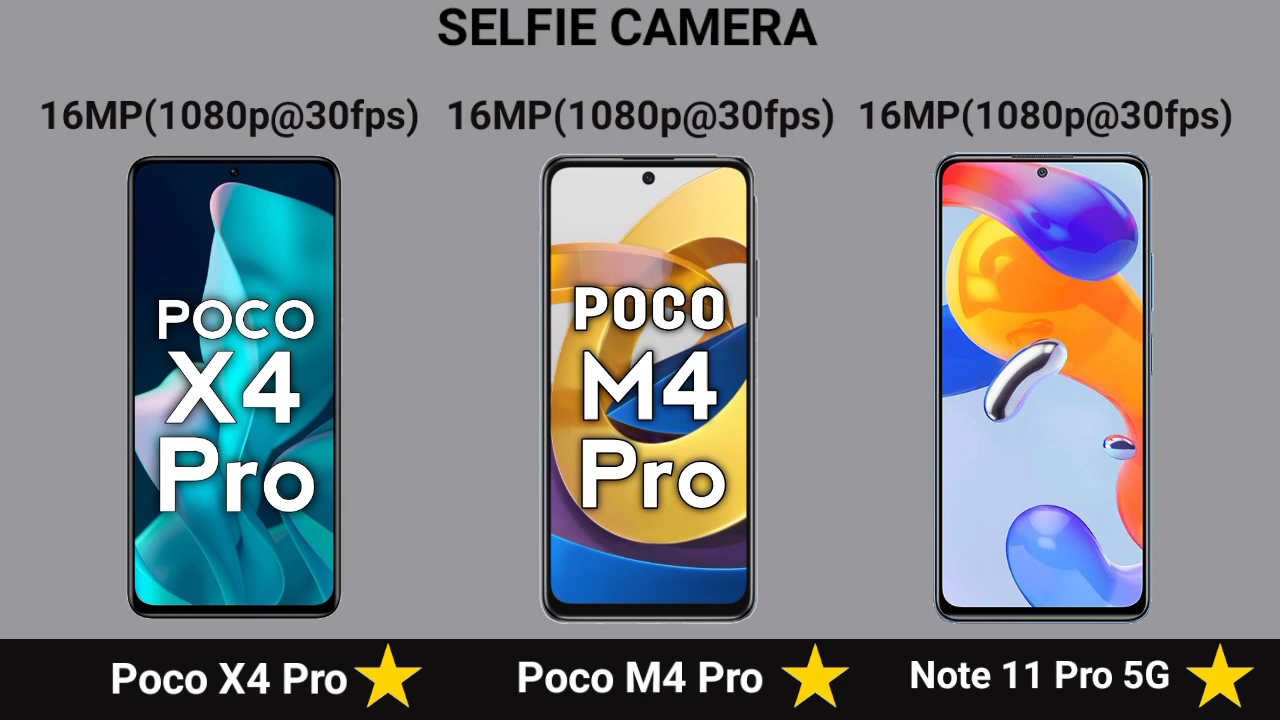 SELFIE CAMERA
16MP(1080p@30fps) 16MP(1080p@30fps) 16MP(1080p@30fps)
POCO
X4
Pro
POCO
M4
Pro
Poco X4 Pro Poco M4 Pro Note 11 Pro 5G